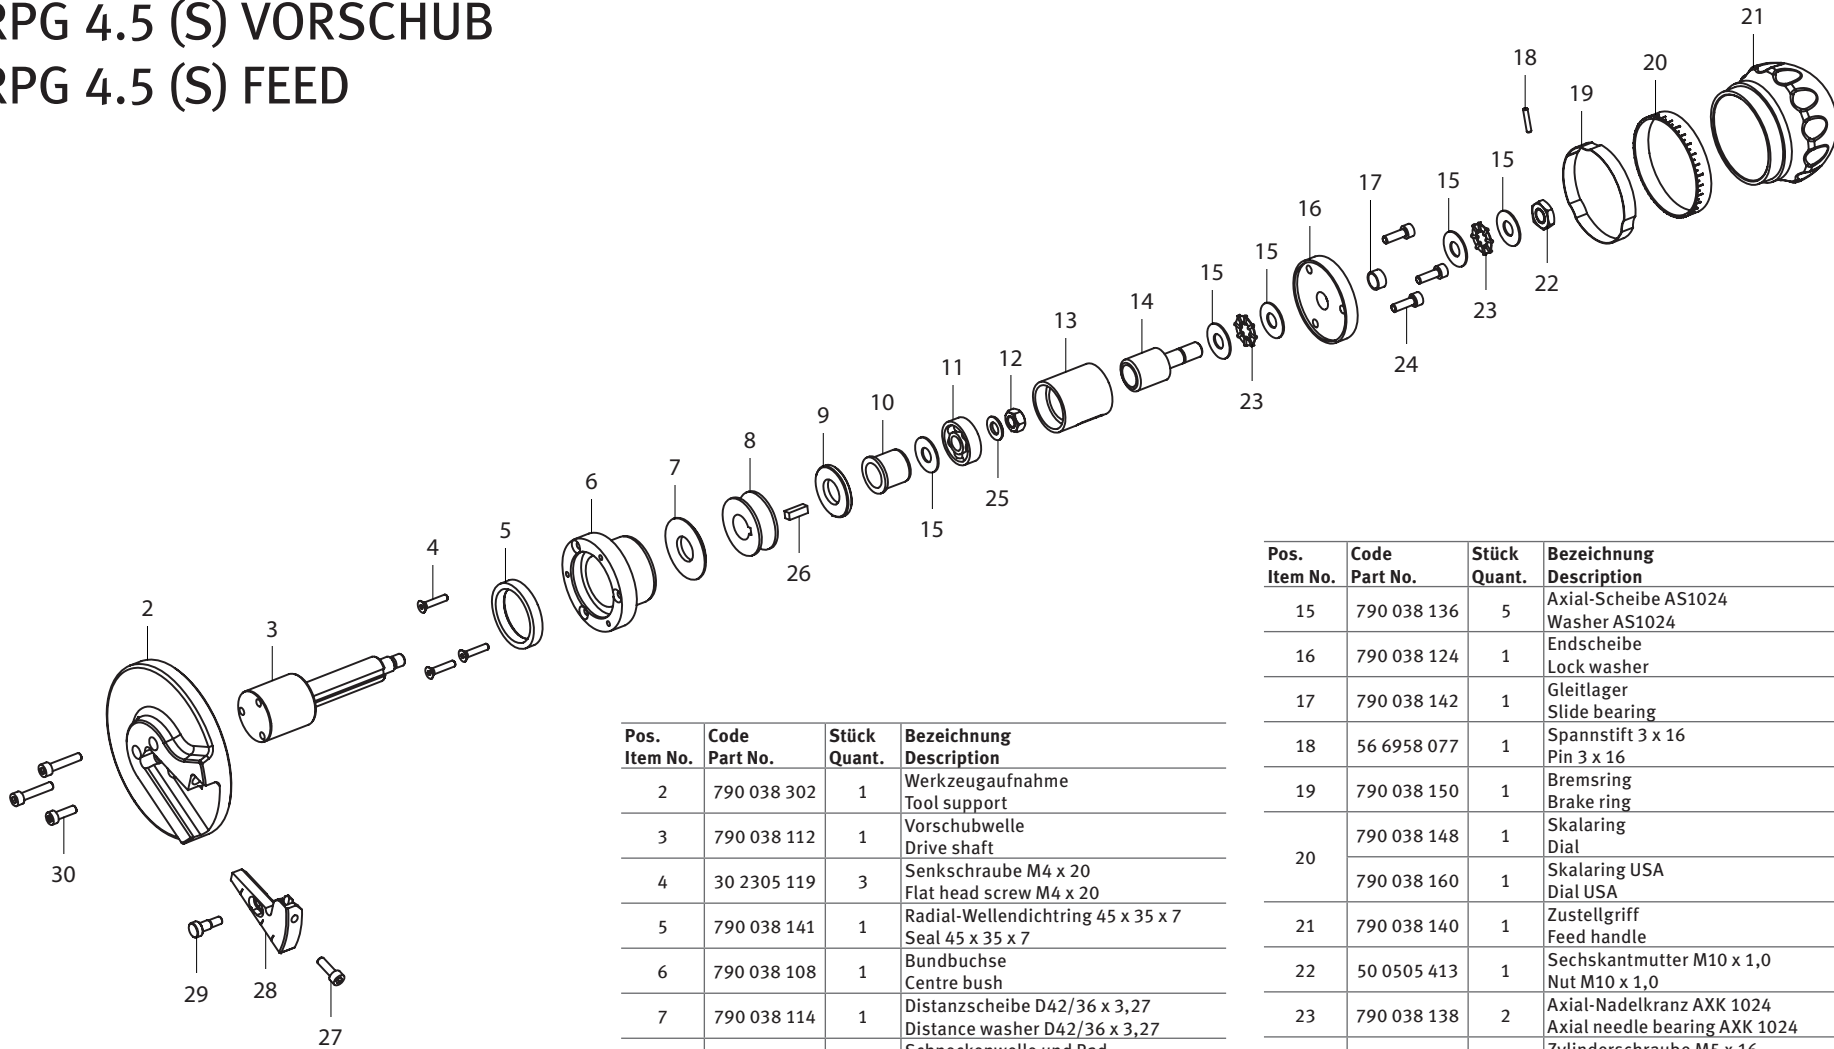 RPG 4.5 (S) VORSCHUB
RPG 4.5 (S) FEED
21
18
20
19
15
15
17
16
22
15
15
23
14
13
24
12
11
23
10
9
8
25
7
6
15
5
26
4
2
3
30
29
28
27
Pos. Code Stück Bezeichnung
Item No. Part No. Quant. Description
2 790 038 302 1 Werkzeugaufnahme
Tool support
3 790 038 112 1 Vorschubwelle
Drive shaft
4 30 2305 119 3 Senkschraube M4 x 20
Flat head screw M4 x 20
5 790 038 141 1 Radial-Wellendichtring 45 x 35 x 7
Seal 45 x 35 x 7
6 790 038 108 1 Bundbuchse
Centre bush
7 790 038 114 1 Distanzscheibe D42/36 x 3,27
Distance washer D42/36 x 3,27
Schneckenwelle und Rad
Pos. Code Stück Bezeichnung
Item No. Part No. Quant. Description
15 790 038 136 5 Axial-Scheibe AS1024
Washer AS1024
16 790 038 124 1 Endscheibe
Lock washer
17 790 038 142 1 Gleitlager
Slide bearing
18 56 6958 077 1 Spannstift 3 x 16
Pin 3 x 16
19 790 038 150 1 Bremsring
Brake ring
20 790 038 148 1 Skalaring
Dial
790 038 160 1 Skalaring USA
Dial USA
21 790 038 140 1 Zustellgriff
Feed handle
22 50 0505 413 1 Sechskantmutter M10 x 1,0
Nut M10 x 1,0
23 790 038 138 2 Axial-Nadelkranz AXK 1024
Axial needle bearing AXK 1024
Zylinderschraube M5 x 16